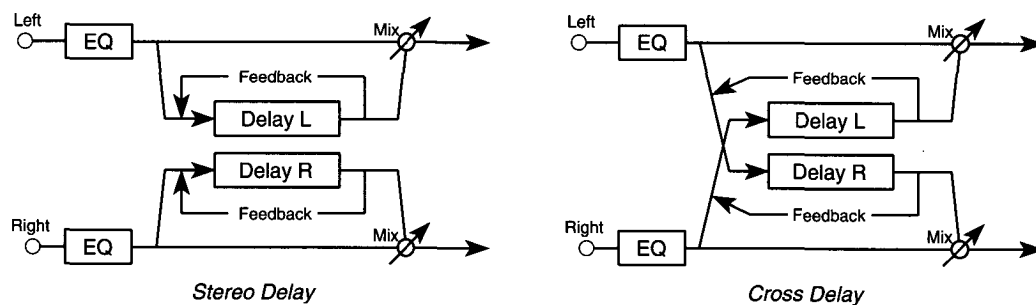 Left
EQ
Mix
Feedback
Delay L
Delay R
Feedback
Right
EQ
Mix
Stereo Delay
Left
EQ
Mix
Feedback
Delay L
Delay R
Feedback
Right
EQ
Mix
Cross Delay